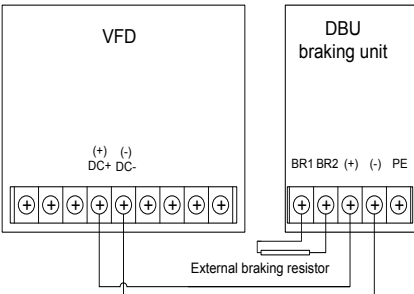 VFD
(+) (-)
DC+ DC-
DBU
braking unit
BR1 BR2 (+) (-) PE
External braking resistor